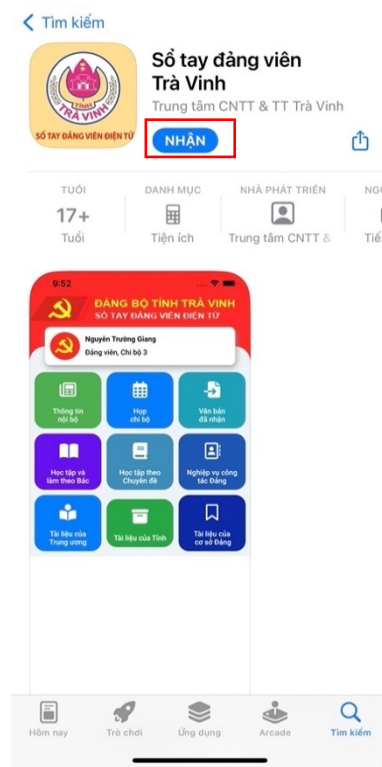 Tìm kiếm
TỈNH
TRÀ VINH
SỔ TAY ĐẢNG VIÊN ĐIỆN TỬ
Sổ tay đảng viên
Trà Vinh
Trung tâm CNTT & TT Trà Vinh
NHẬN
TUỔI
17+
Tuổi
DANH MỤC
Tiện ích
NHÀ PHÁT TRIỂN
Trung tâm CNTT &
NGÔ
Tiế
9:52
ĐẢNG BỘ TỈNH TRÀ VINH
SỔ TAY ĐẢNG VIÊN ĐIỆN TỬ
Nguyễn Trường Giang
Đảng viên, Chi bộ 3
Thông tin
nội bộ
Họp
chi bộ
Văn bản
đã nhận
Học tập và
làm theo Bác
Học tập theo
Chuyên đề
Nghiệp vụ công
tác Đảng
Tài liệu của
Trung ương
Tài liệu của Tỉnh
Tài liệu của
cơ sở Đảng
Hôm nay
Trò chơi
Ứng dụng
Arcade
Tìm kiếm